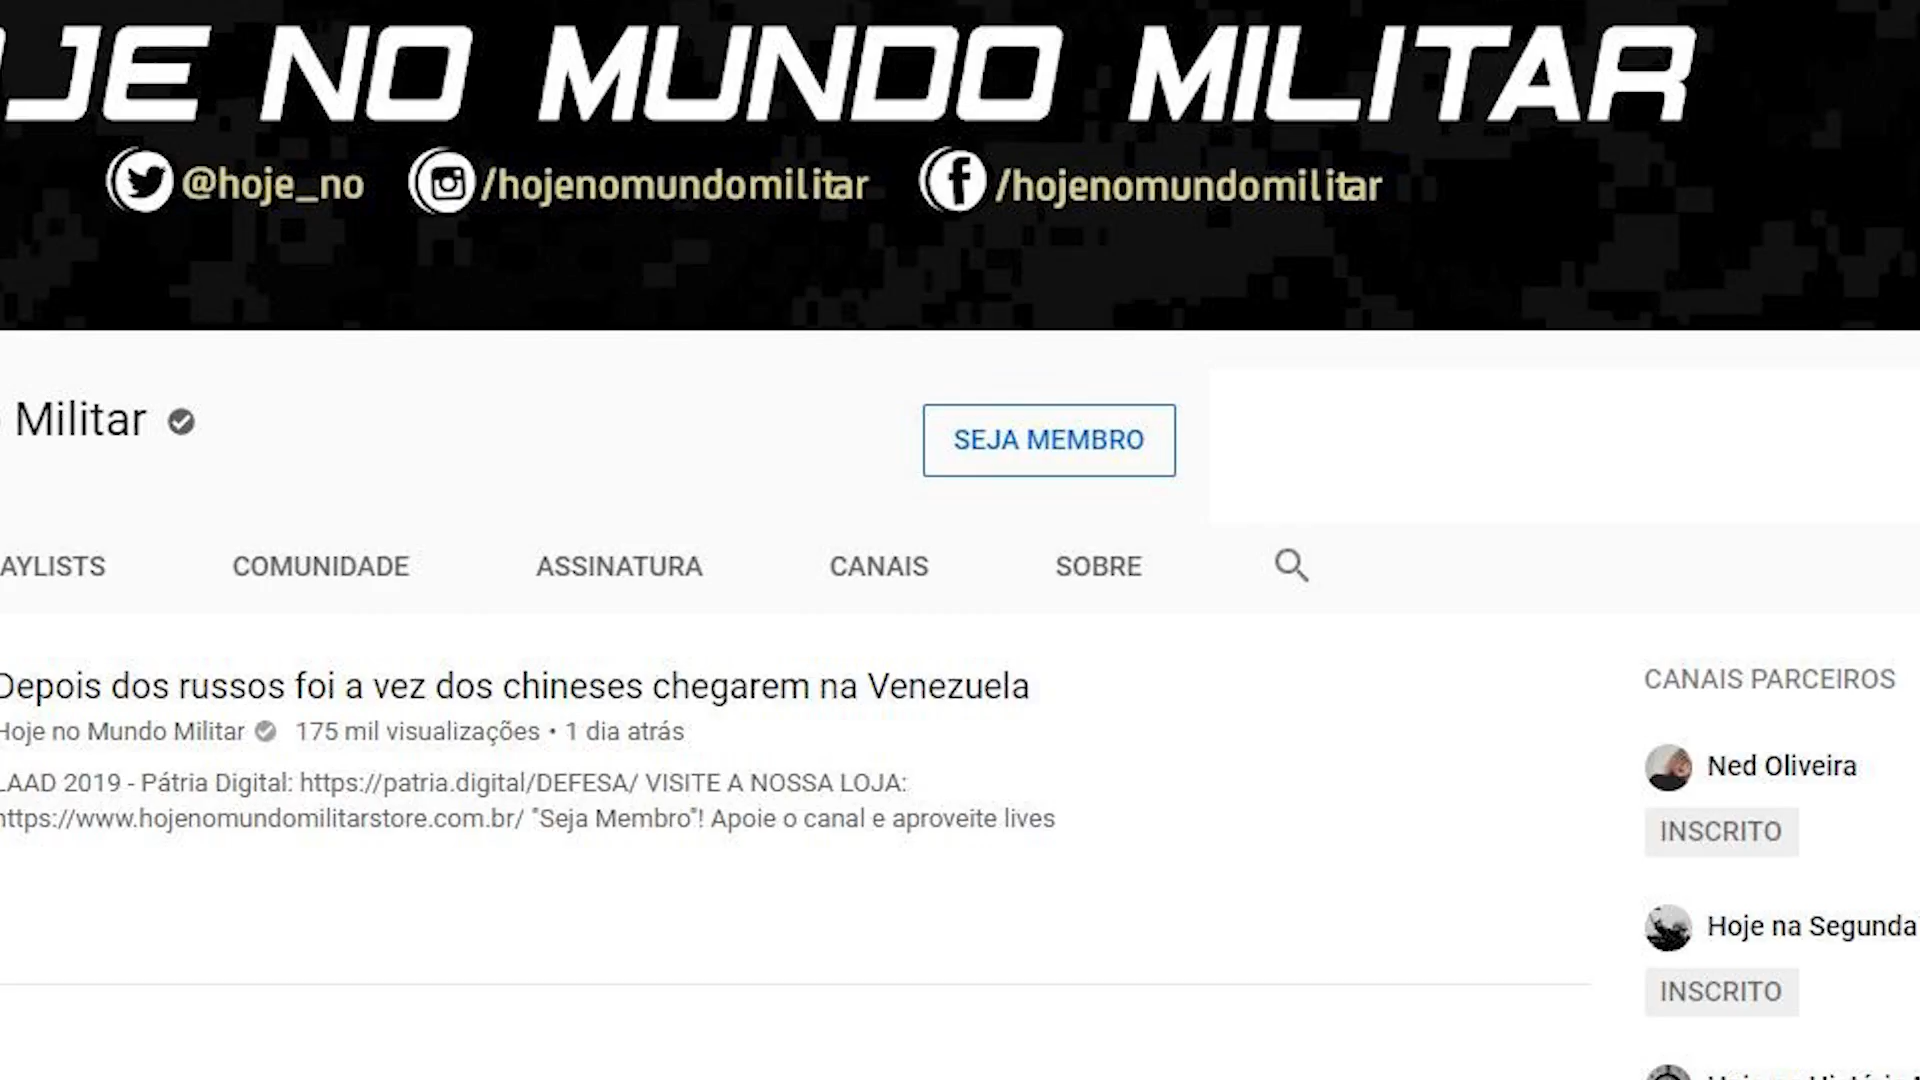 JE NO MUNDO MILITAR
@hoje_no /hojenomundomilitar /hojenomundomilitar
Militar
SEJA MEMBRO
AYLISTS COMUNIDADE ASSINATURA CANAIS SOBRE
Depois dos russos foi a vez dos chineses chegarem na Venezuela
Hoje no Mundo Militar 175 mil visualizações • 1 dia atrás
LAAD 2019 - Pátria Digital: https://patria.digital/DEFESA/ VISITE A NOSSA LOJA:
https://www.hojenomundomilitarstore.com.br/ "Seja Membro"! Apoie o canal e aproveite lives
CANAIS PARCEIROS
Ned Oliveira
INSCRITO
Hoje na Segunda
INSCRITO